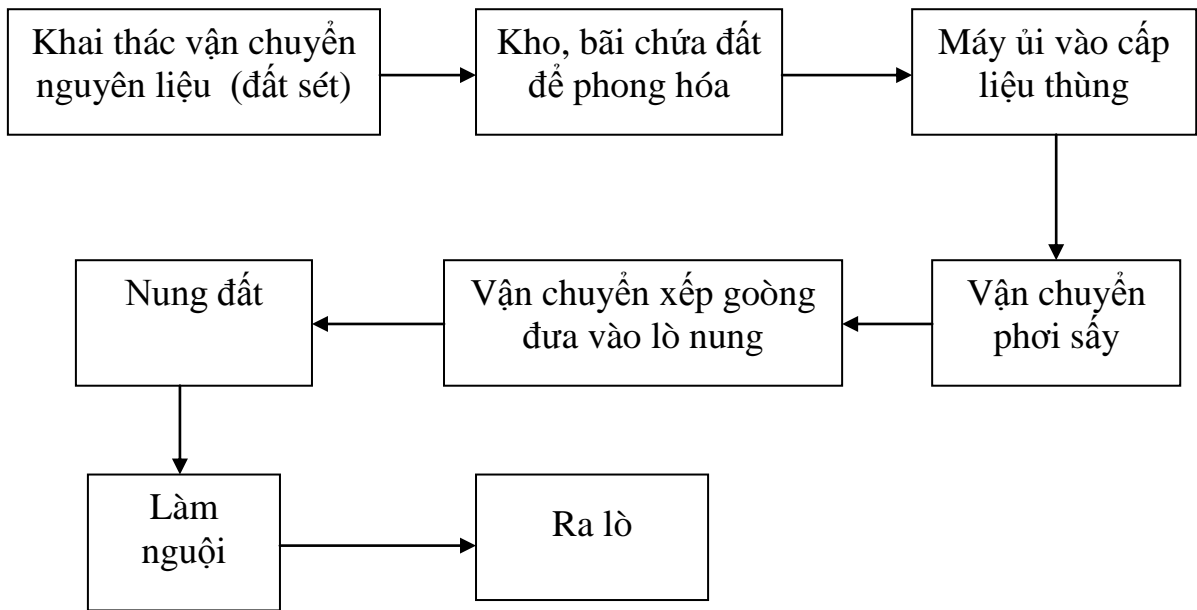 Khai thác vận chuyển
nguyên liệu (đất sét)
Kho, bãi chứa đất
để phong hóa
Máy ủi vào cấp
liệu thùng
Nung đất
Vận chuyển xếp goòng
đưa vào lò nung
Vận chuyển
phơi sấy
Làm
nguội
Ra lò